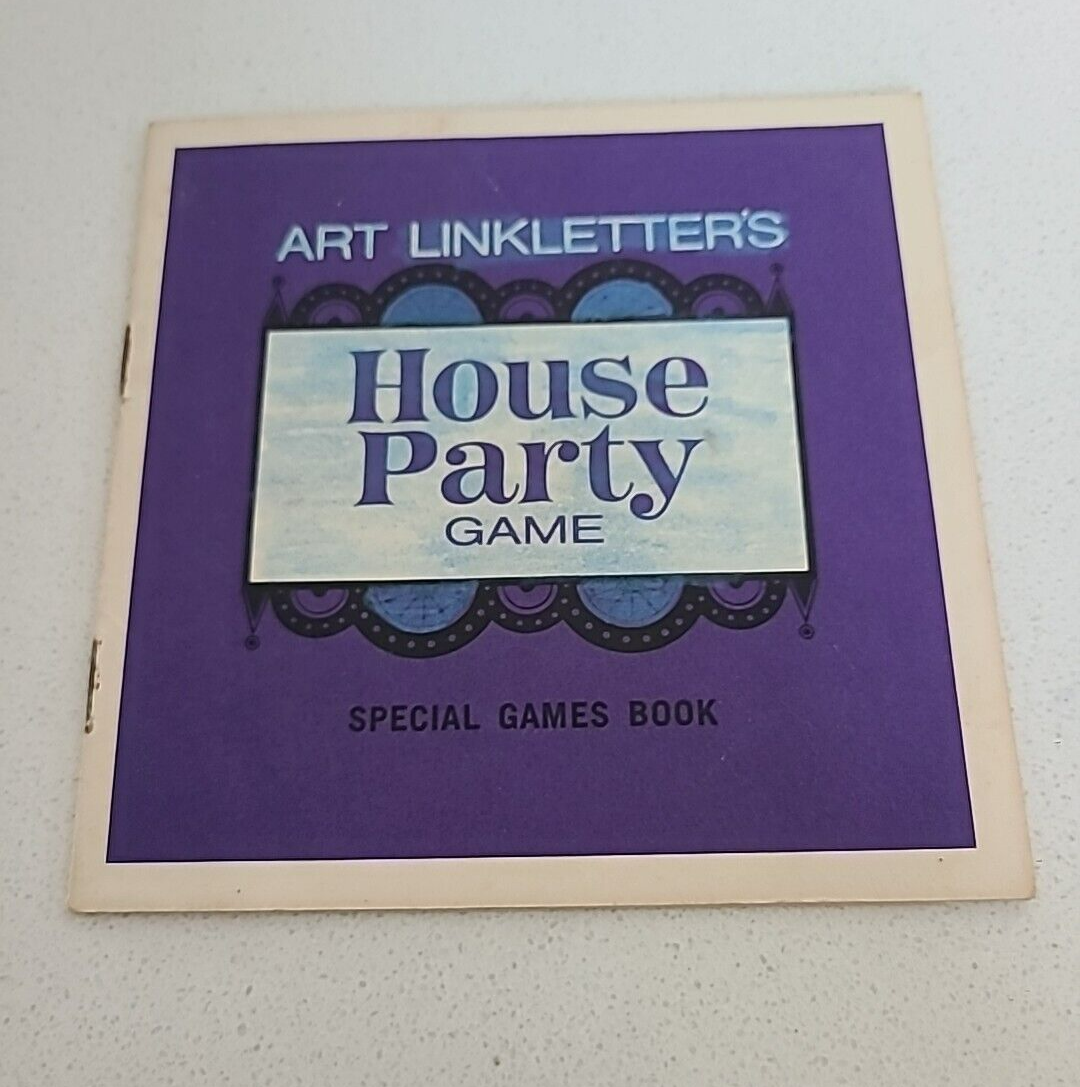 ART LINKLETTER'S
House
Party
GAME
SPECIAL GAMES BOOK